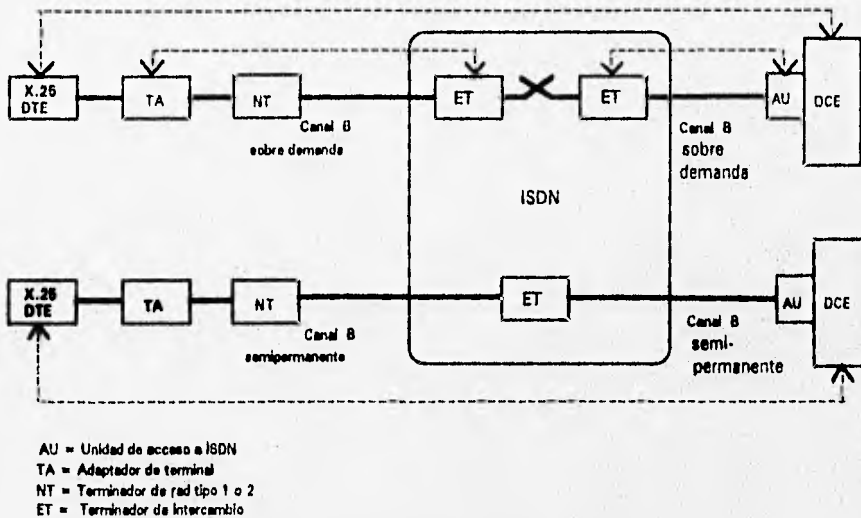 X.25
DTE
TA
NT
ET
ET
AU
DCE
Canal B
sobre demanda
Canal B
sobre
demanda
ISDN
X.25
DTE
TA
NT
ET
AU
DCE
Canal B
semipermanente
Canal B
semi-
permanente
AU = Unidad de acceso a ISDN
TA = Adaptador de terminal
NT = Terminador de red tipo 1 o 2
ET = Terminador de intercambio